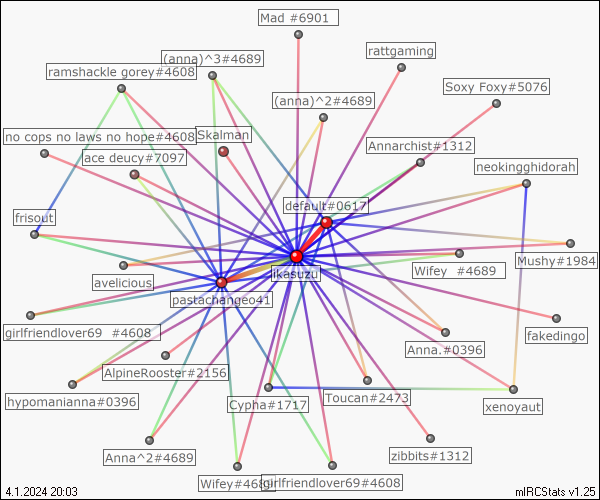 Mad #6901
rattgaming
(anna)^3#4689
ramshackle gorey#4608
Soxy Foxy#5076
(anna)^2#4689
no cops no laws no hope#4608
Skalman
Annarchist#1312
ace deucy#7097
neokingghidorah
default#0617
frisout
Mushy#1984
Wifey #4689
likasuzu
avelicious
pastachange41
girlfriendlover69 #4608
fakedingo
Anna.#0396
AlpineRooster#2156
hypomanianna#0396
Cypha#1717
Toucan#2473
xenoyaut
Anna^2#4689
zibbits#1312
Wifey#4689
girlfriendlover69#4608
4.1.2024 20:03
mIRCStats v1.25